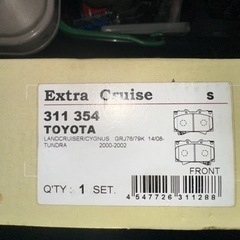 Extra Cruise S
311 354
TOYOTA
LANDCRUISER/CYGNUS GRJ76/79K 14/08-
TUNDRA 2000-2002
FRONT
Q'TY : 1 SET.
4 547726 311288